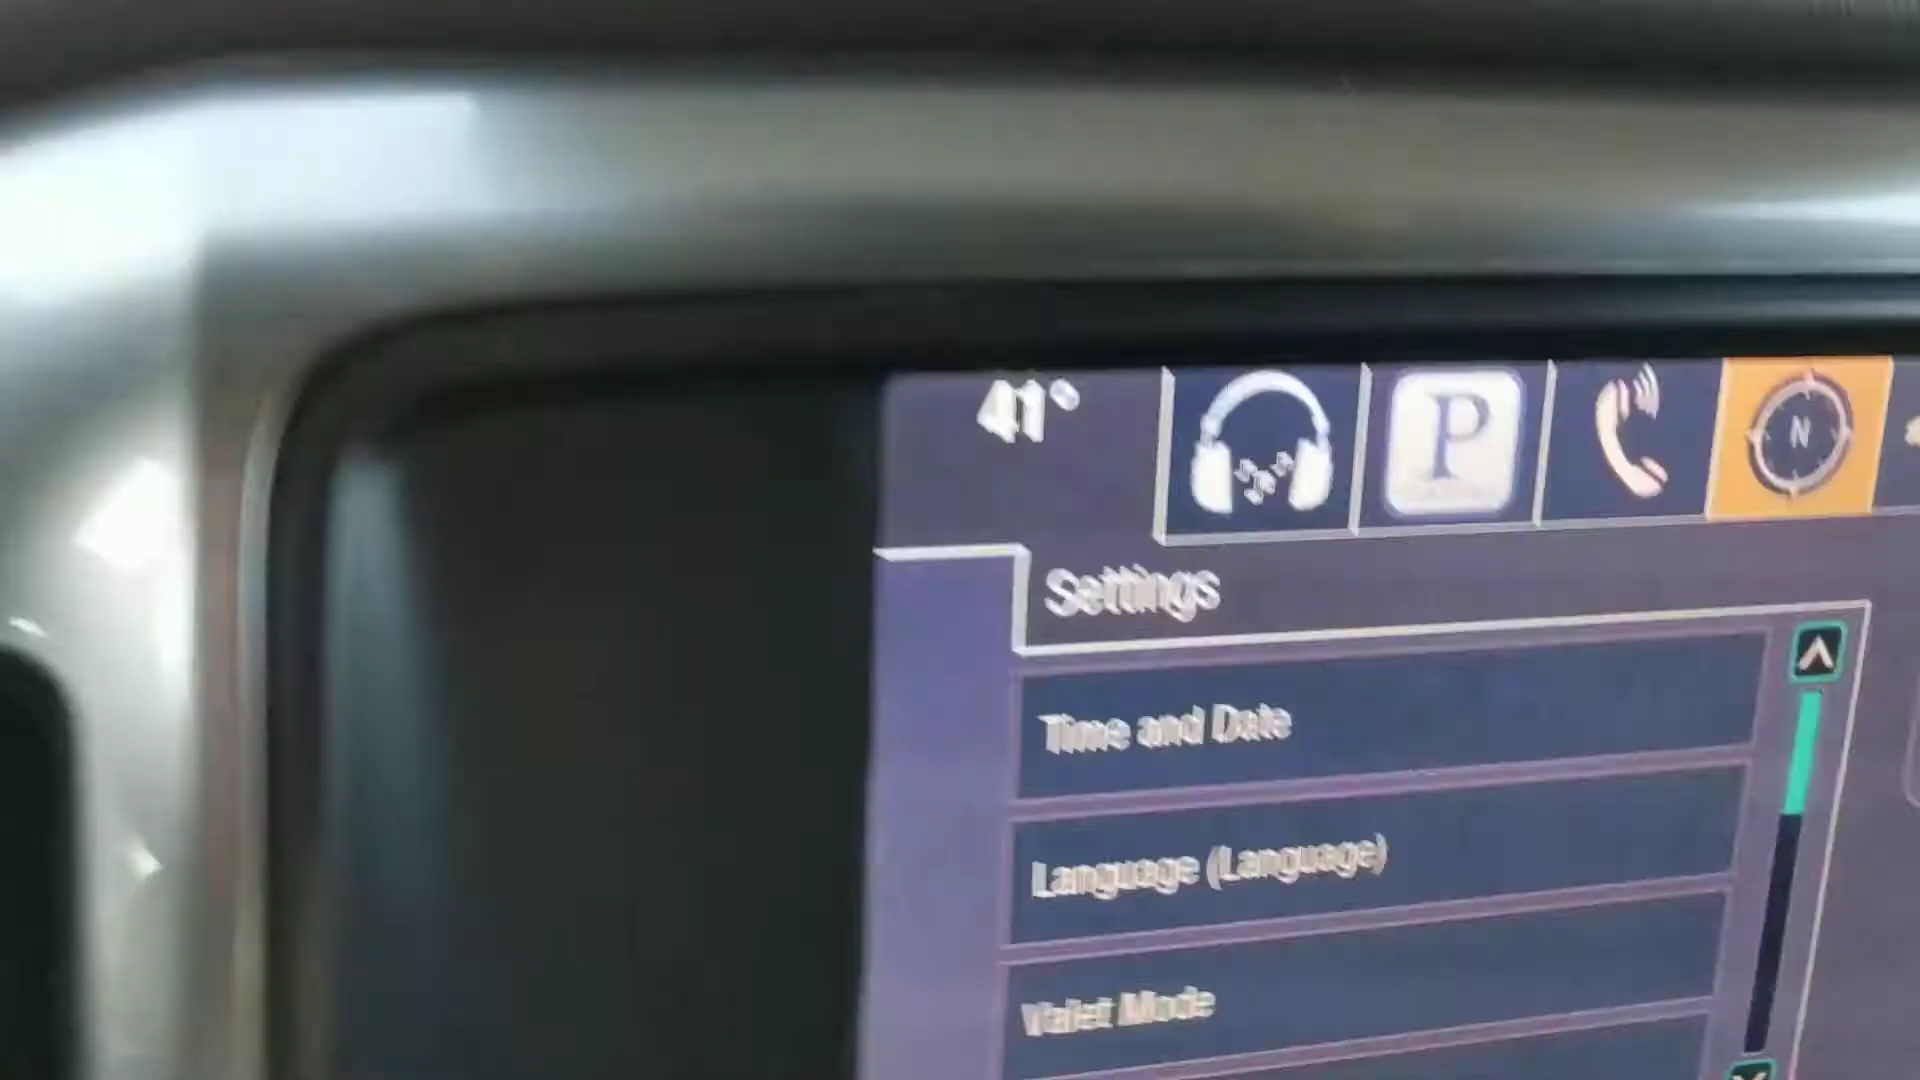 41°
P
N
Settings
Time and Date
Language (Language)
Valet Mode